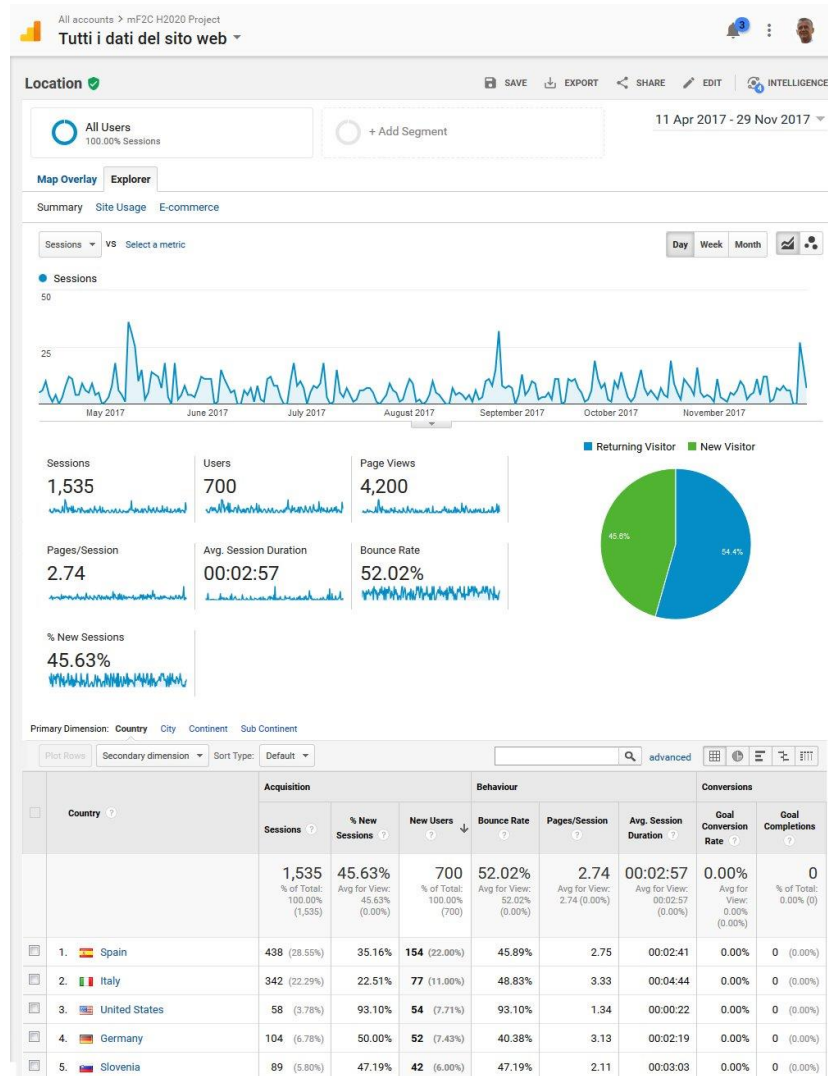 All accounts > mF2C H2020 Project
Tutti i dati del sito web
3
Location
SAVE EXPORT SHARE EDIT INTELLIGENCE
4
All Users
100.00% Sessions
+ Add Segment
11 Apr 2017 - 29 Nov 2017
Map Overlay Explorer
Summary Site Usage E-commerce
Sessions VS Select a metric
Day Week Month
Sessions
50
25
May 2017 June 2017 July 2017 August 2017 September 2017 October 2017 November 2017
Returning Visitor New Visitor
Sessions Users Page Views
1,535 700 4,200
45.6%
54.4%
Pages/Session Avg. Session Duration Bounce Rate
2.74 00:02:57 52.02%
% New Sessions
45.63%
Primary Dimension: Country City Continent Sub Continent
Plot Rows Secondary dimension Sort Type: Default advanced
Acquisition Behaviour Conversions
Country ? Sessions ? % New Sessions ? New Users ? Bounce Rate ? Pages/Session ? Avg. Session Duration ? Goal Conversion Rate ? Goal Completions ?
1,535 45.63% 700 52.02% 2.74 00:02:57 0.00% 0
% of Total: 100.00% (1,535) Avg for View: 45.63% (0.00%) % of Total: 100.00% (700) Avg for View: 52.02% (0.00%) Avg for View: 2.74 (0.00%) Avg for View: 00:02:57 (0.00%) Avg for View: 0.00% (0.00%) % of Total: 0.00% (0)
1. Spain 438 (28.55%) 35.16% 154 (22.00%) 45.89% 2.75 00:02:41 0.00% 0 (0.00%)
2. Italy 342 (22.29%) 22.51% 77 (11.00%) 48.83% 3.33 00:04:44 0.00% 0 (0.00%)
3. United States 58 (3.78%) 93.10% 54 (7.71%) 93.10% 1.34 00:00:22 0.00% 0 (0.00%)
4. Germany 104 (6.78%) 50.00% 52 (7.43%) 40.38% 3.13 00:02:19 0.00% 0 (0.00%)
5. Slovenia 89 (5.80%) 47.19% 42 (6.00%) 47.19% 2.11 00:03:03 0.00% 0 (0.00%)